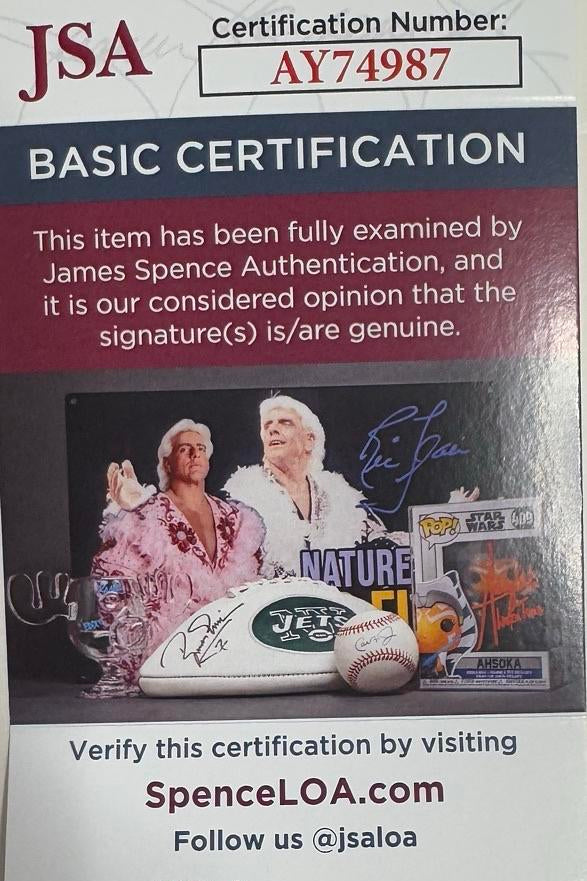 JSA
Certification Number:
AY74987
BASIC CERTIFICATION
This item has been fully examined by
James Spence Authentication, and
it is our considered opinion that the
signature(s) is/are genuine.
NATURE
POP!
STAR
WARS
609
JETS
AHSOKA
Verify this certification by visiting
SpenceLOA.com
Follow us @jsaloa